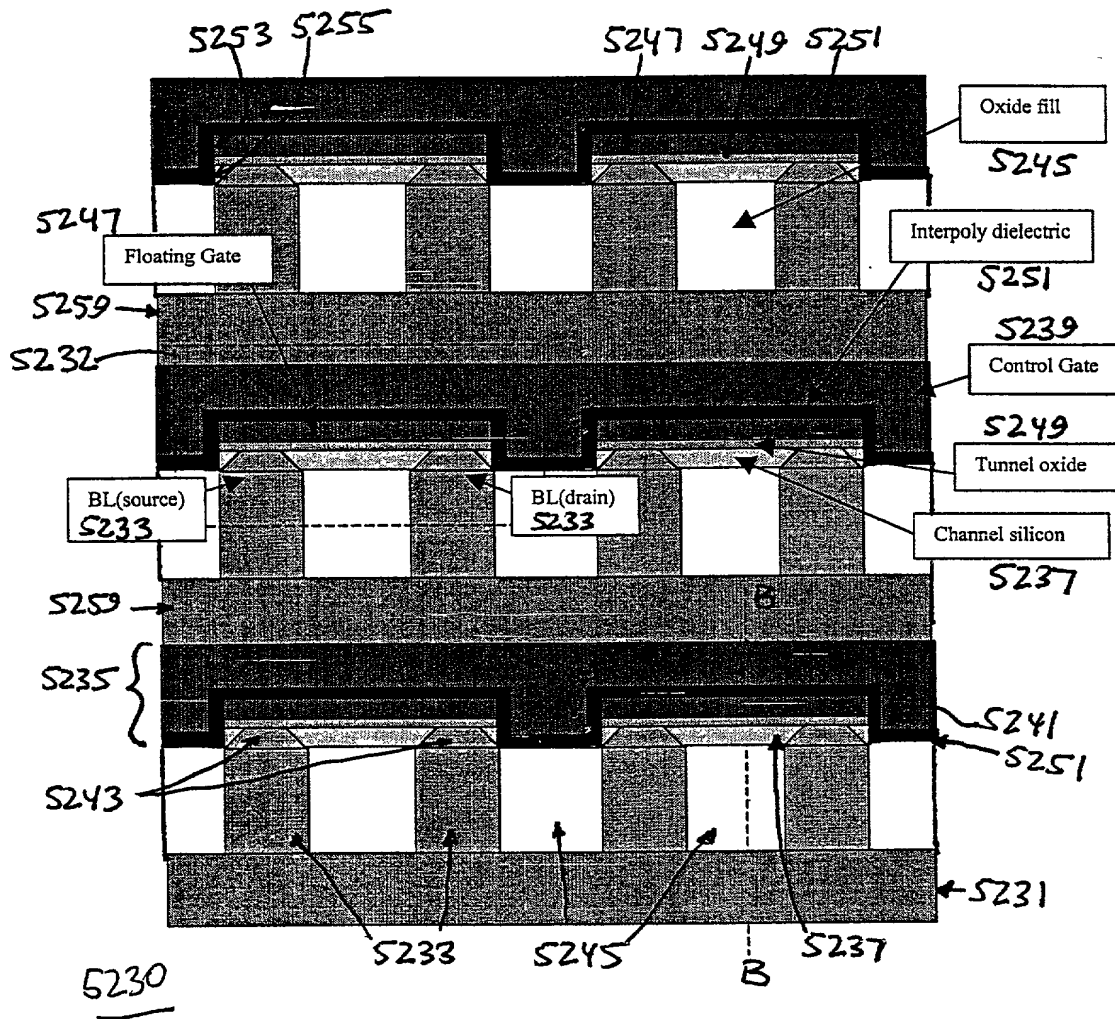 5253 5255 5247 5249 5251
Oxide fill
5245
5247
Floating Gate
Interpoly dielectric
5251
5259
5232
5239
Control Gate
5249
Tunnel oxide
BL(source)
5233
BL(drain)
5233
Channel silicon
5237
5259
B
5235
5241
5251
5243
5231
5233 5245 5237
B
5230